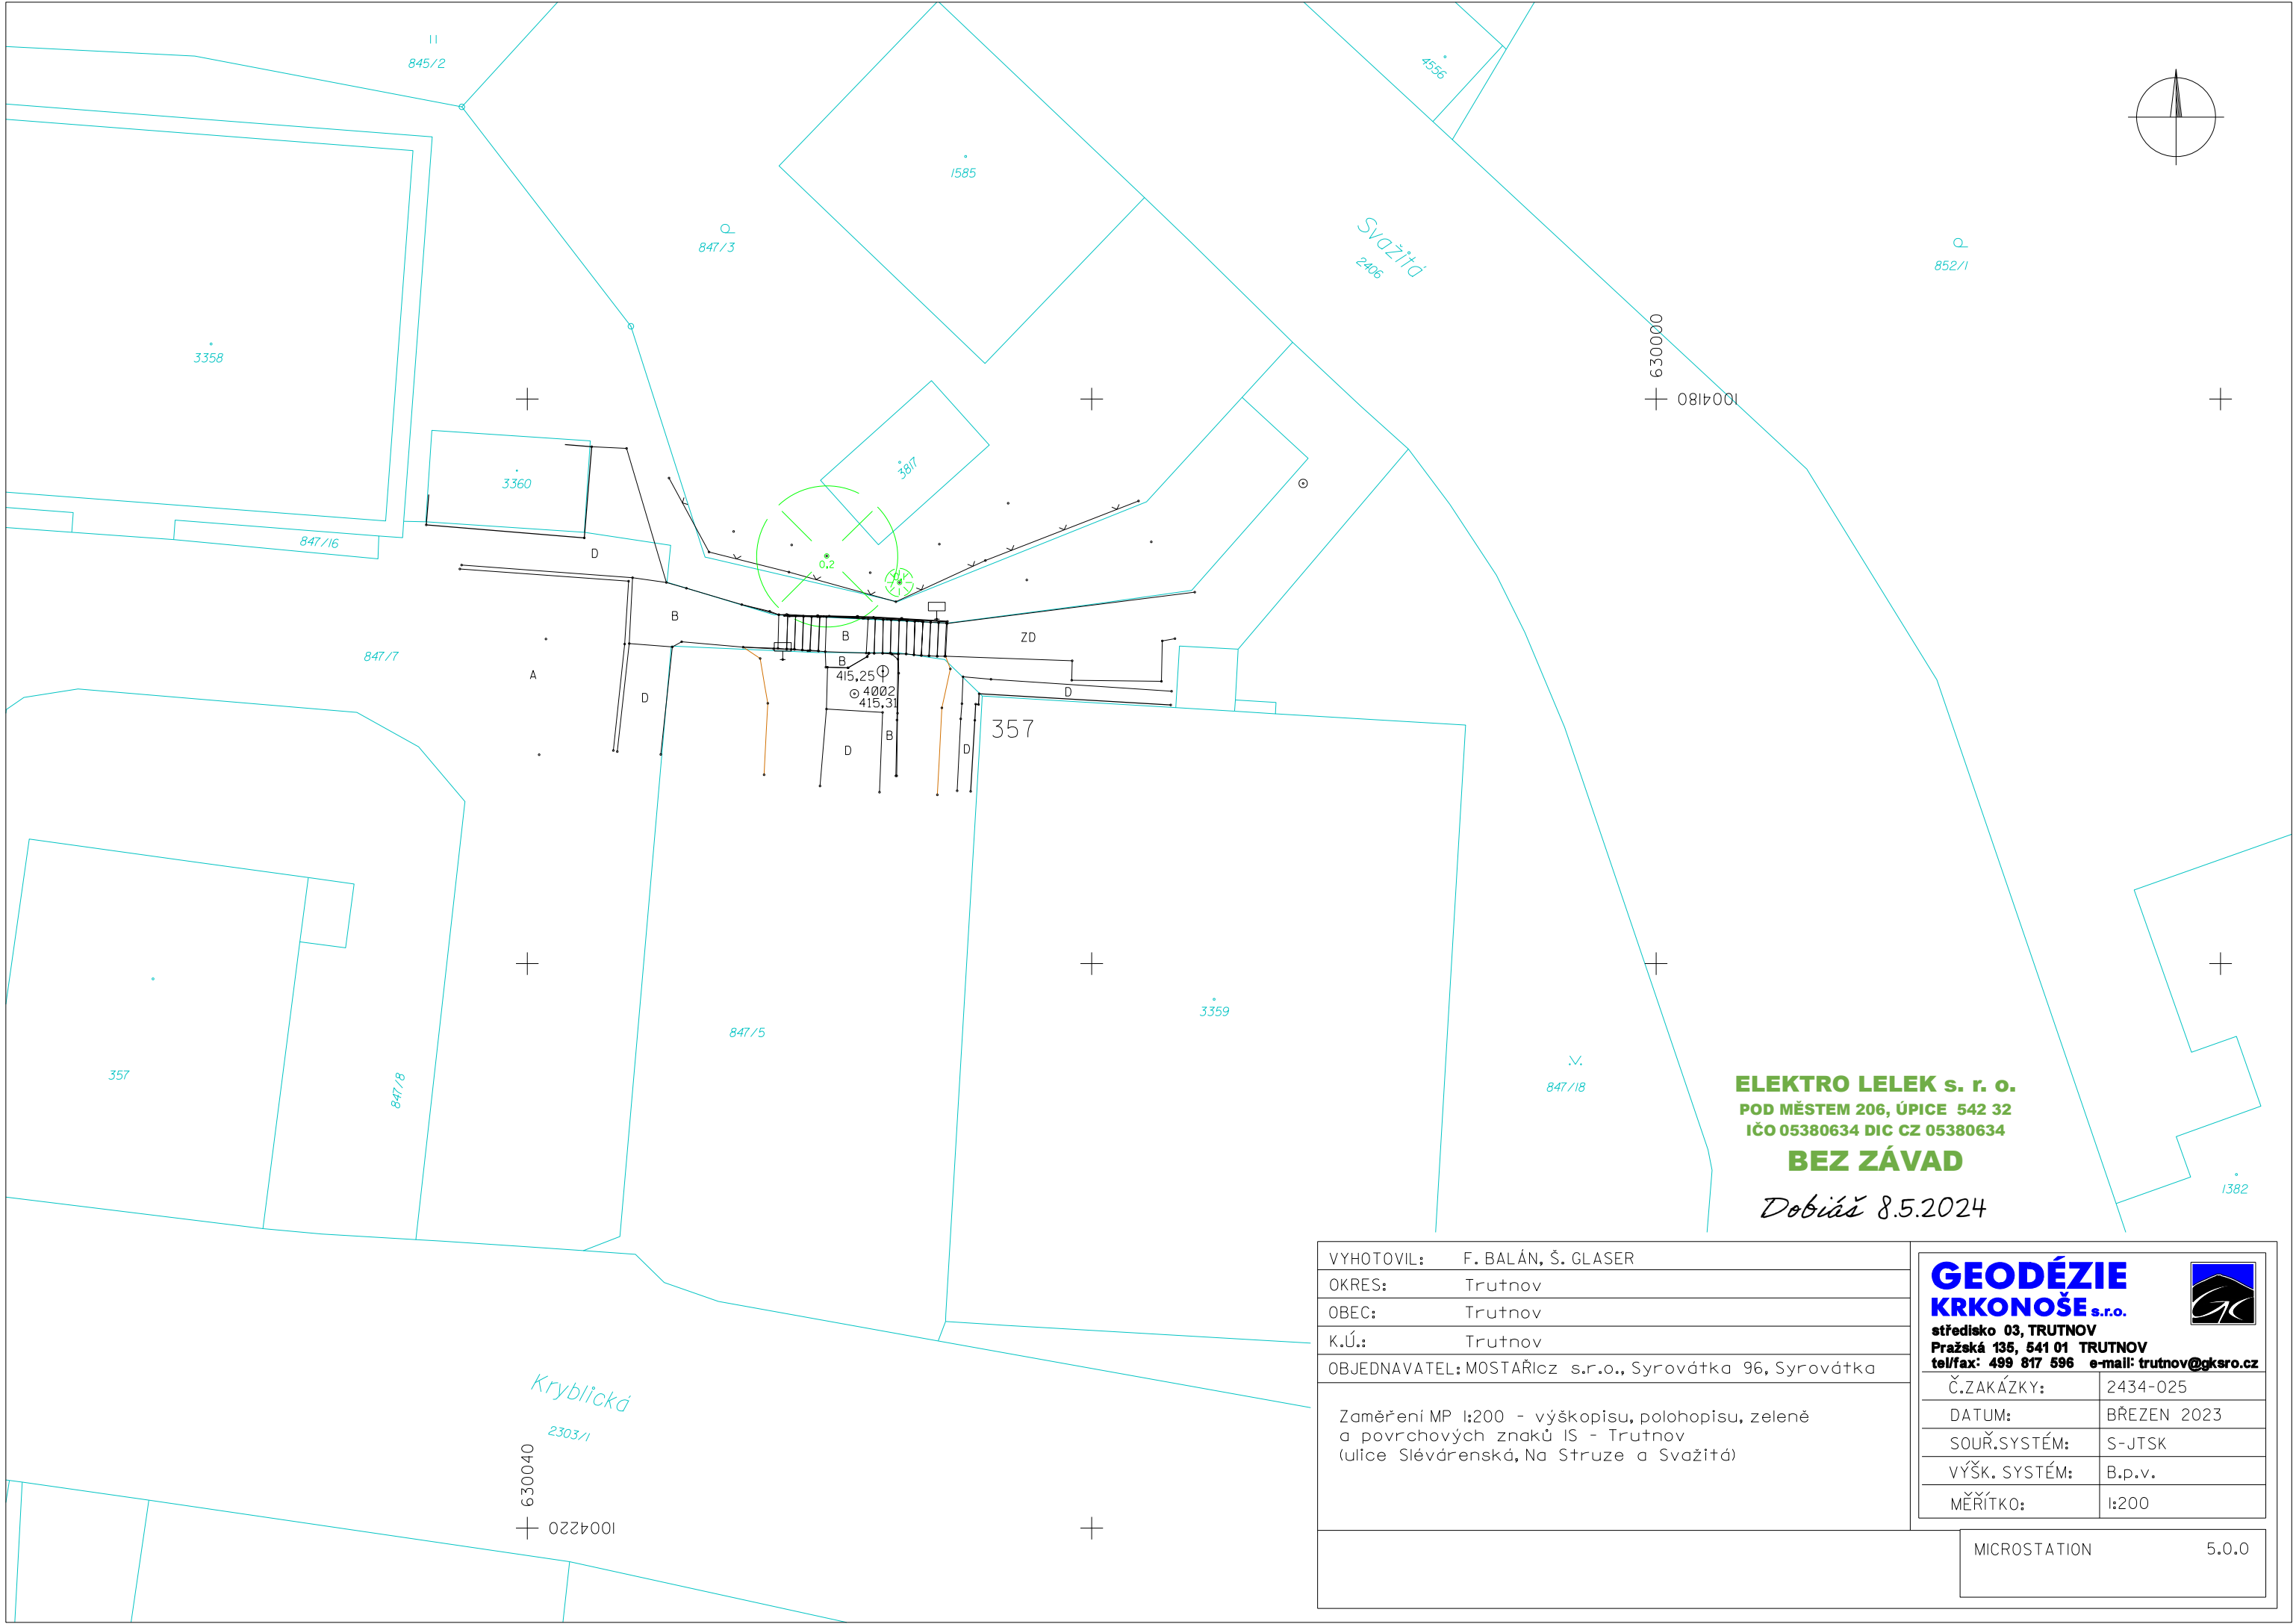 845/2
4556
1585
847/3
Svažitá
2406
852/1
3358
630000
1004180
3360
3817
847/16
0,2
D
B
B
ZD
847/7
A
B
415,25
4002
415,31
D
D
357
B
D
D
3359
847/5
357
847/8
847/18
ELEKTRO LELEK s. r. o.
POD MĚSTEM 206, ÚPICE 542 32
IČO 05380634 DIC CZ 05380634
BEZ ZÁVAD
Dobiáš 8.5.2024
1382
Kryblická
2303/1
630040
1004220
VYHOTOVIL: F. BALÁN, Š. GLASER
OKRES: Trutnov
OBEC: Trutnov
K.Ú.: Trutnov
OBJEDNAVATEL: MOSTAŘIcz s.r.o., Syrovátka 96, Syrovátka
Zaměření MP 1:200 - výškopisu, polohopisu, zeleně
a povrchových znaků IS - Trutnov
(ulice Slévárenská, Na Struze a Svažitá)
GEODÉZIE
KRKONOŠE s.r.o.
středisko 03, TRUTNOV
Pražská 135, 541 01 TRUTNOV
tel/fax: 499 817 596 e-mail: trutnov@gksro.cz
Č.ZAKÁZKY: 2434-025
DATUM: BŘEZEN 2023
SOUŘ.SYSTÉM: S-JTSK
VÝŠK. SYSTÉM: B.p.v.
MĚŘÍTKO: 1:200
MICROSTATION 5.0.0